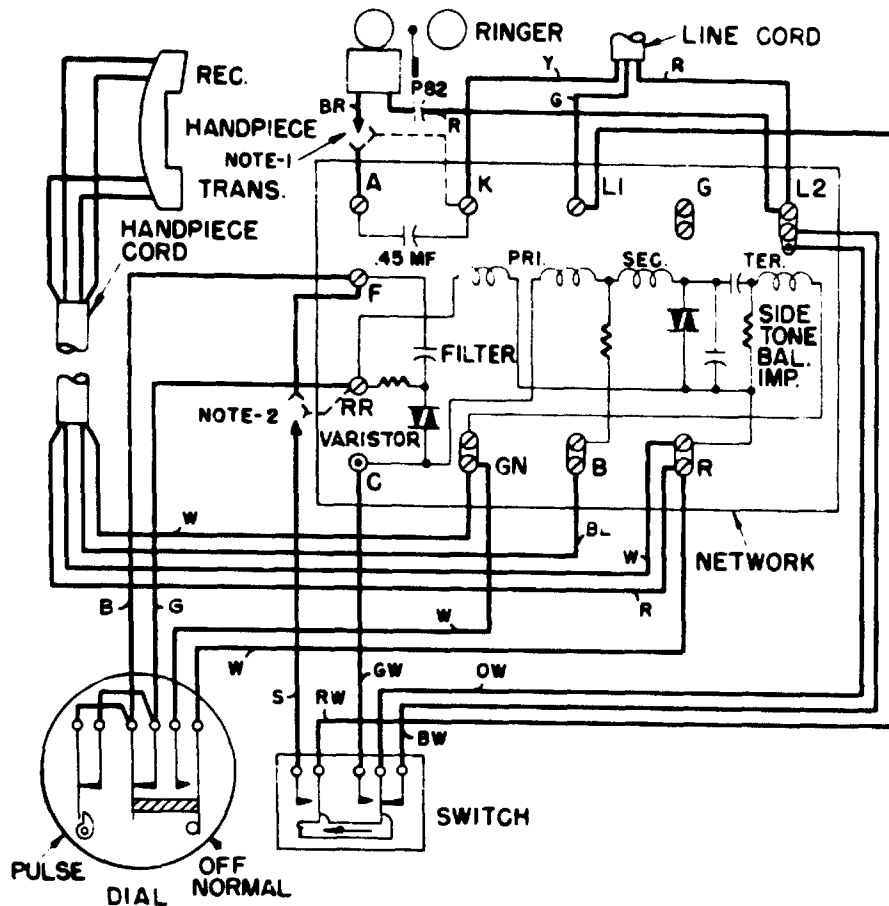 RINGER
LINE CORD
REC.
Y
R
P82
G
BR
R
HANDPIECE
NOTE-1
TRANS.
A
K
L1
G
L2
HANDPIECE
CORD
.45 MF
PRI.
SEC.
TER.
F
SIDE
TONE
BAL.
IMP.
FILTER
NOTE-2
RR
VARISTOR
C
GN
B
R
W
BL
W
NETWORK
R
B
G
W
W
S
RW
GW
OW
BW
SWITCH
PULSE
OFF
NORMAL
DIAL